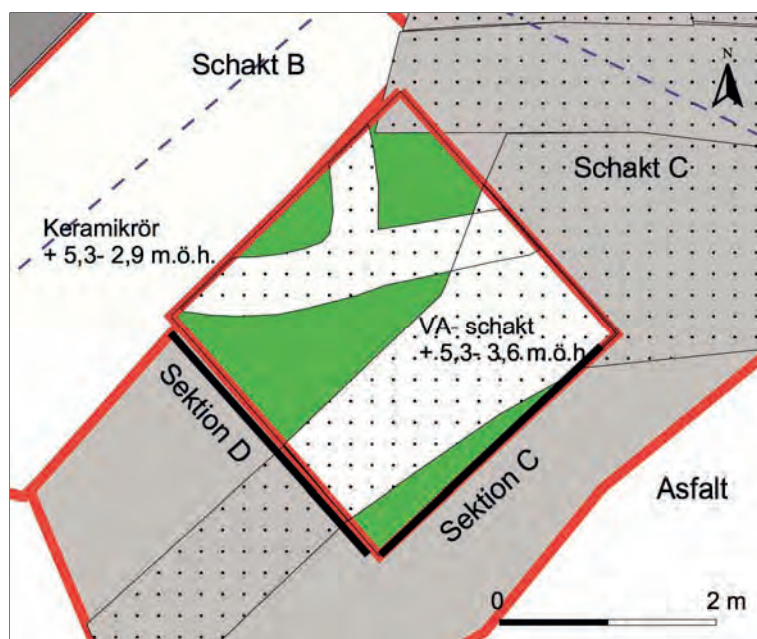 Schakt B
N
Schakt C
Keramikrör
+ 5,3- 2,9 m.ö.h.
VA- schakt
+ 5,3- 3,6 m.ö.h.
Sektion D
Sektion C
Asfalt
0 2 m